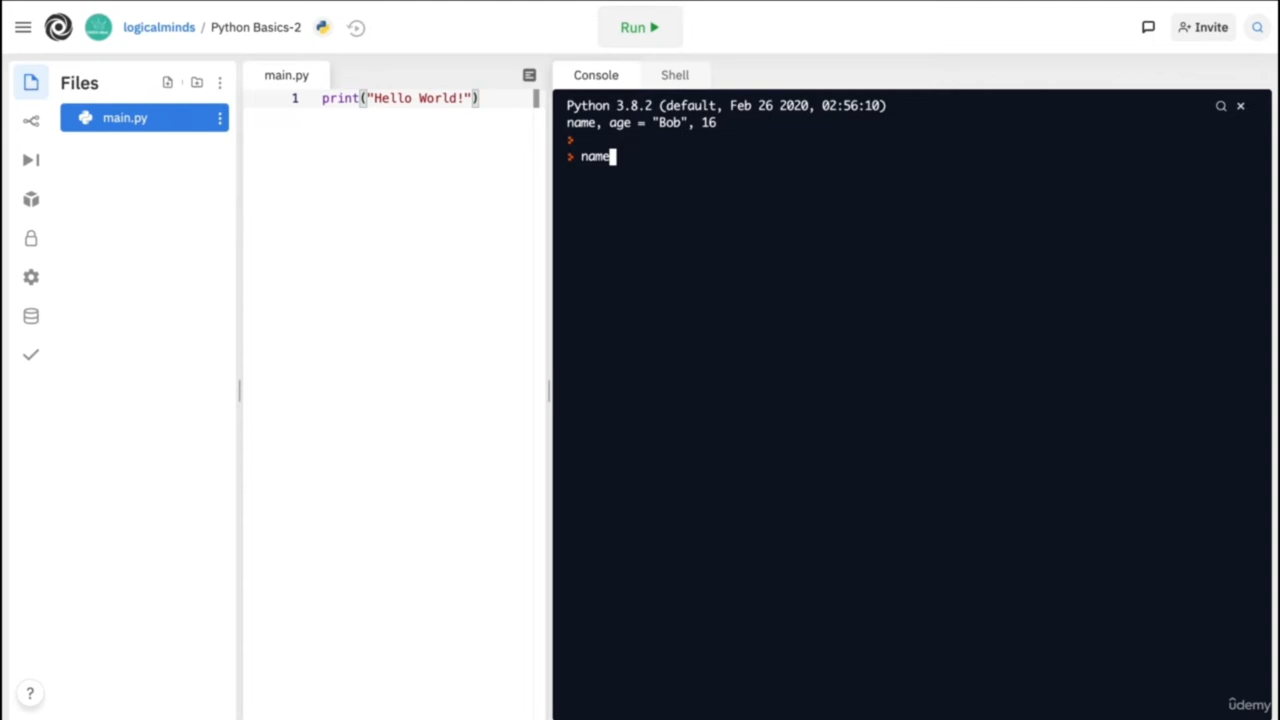 logicalminds / Python Basics-2
Run
Invite
Files
main.py
main.py
1 print("Hello World!")
Console
Shell
Python 3.8.2 (default, Feb 26 2020, 02:56:10)
name, age = "Bob", 16
>
> name
?
ûdemy